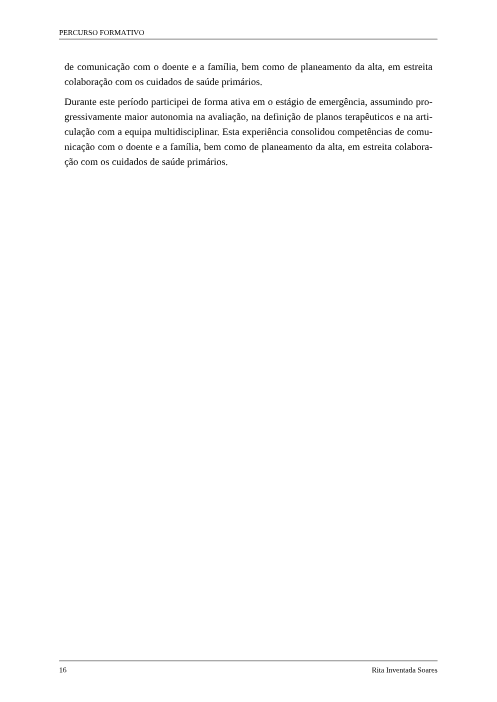 PERCURSO FORMATIVO
de comunicação com o doente e a família, bem como de planeamento da alta, em estreita
colaboração com os cuidados de saúde primários.
Durante este período participei de forma ativa em o estágio de emergência, assumindo pro-
gressivamente maior autonomia na avaliação, na definição de planos terapêuticos e na arti-
culação com a equipa multidisciplinar. Esta experiência consolidou competências de comu-
nicação com o doente e a família, bem como de planeamento da alta, em estreita colabora-
ção com os cuidados de saúde primários.
16 Rita Inventada Soares